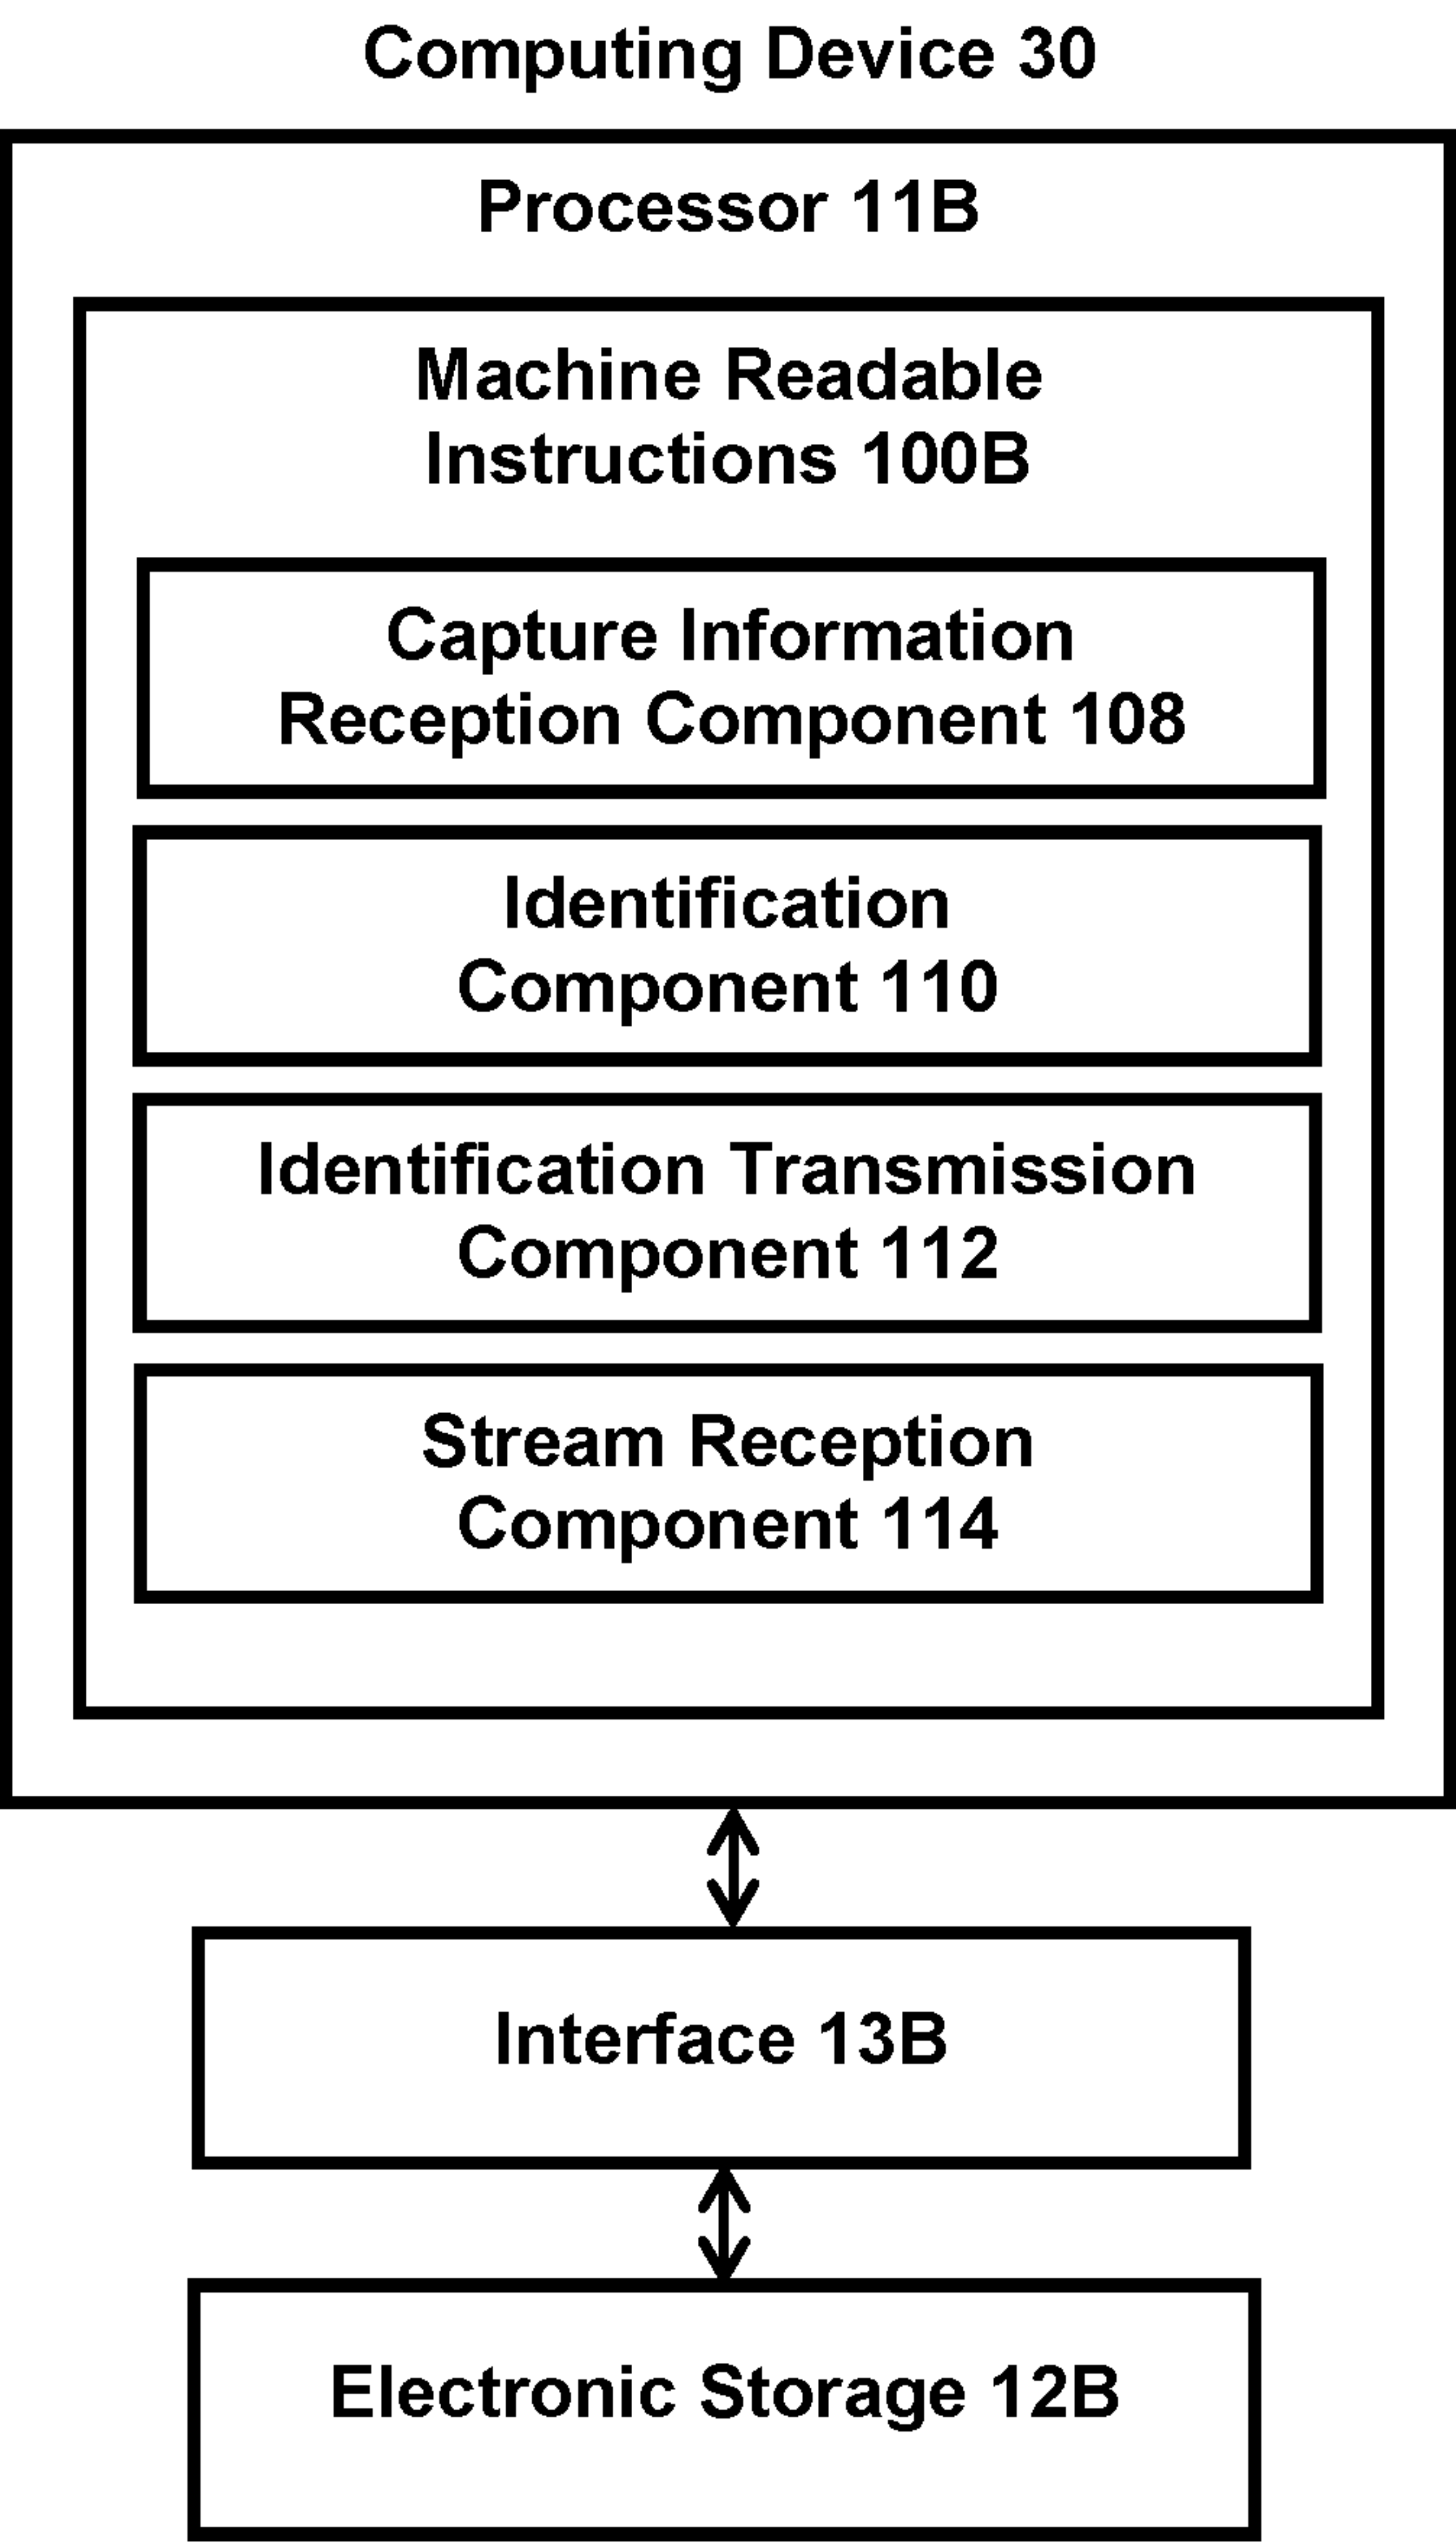 Computing Device 30
Processor 11B
Machine Readable
Instructions 100B
Capture Information
Reception Component 108
Identification
Component 110
Identification Transmission
Component 112
Stream Reception
Component 114
Interface 13B
Electronic Storage 12B